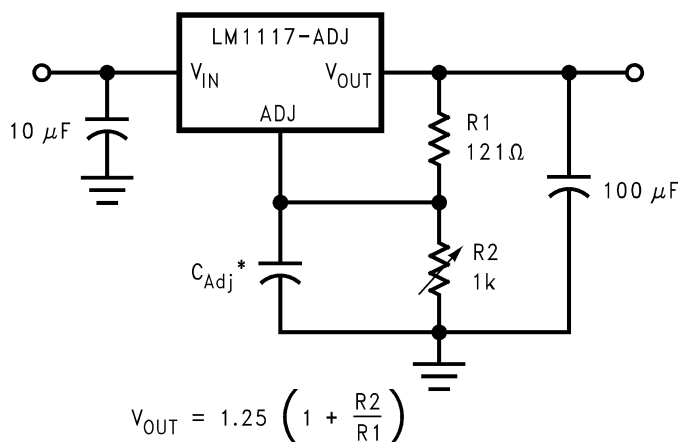 LM1117-ADJ
V_IN
V_OUT
ADJ
10 µF
R1
121Ω
100 µF
C_Adj*
R2
1k
V_OUT = 1.25 (1 + R2/R1)